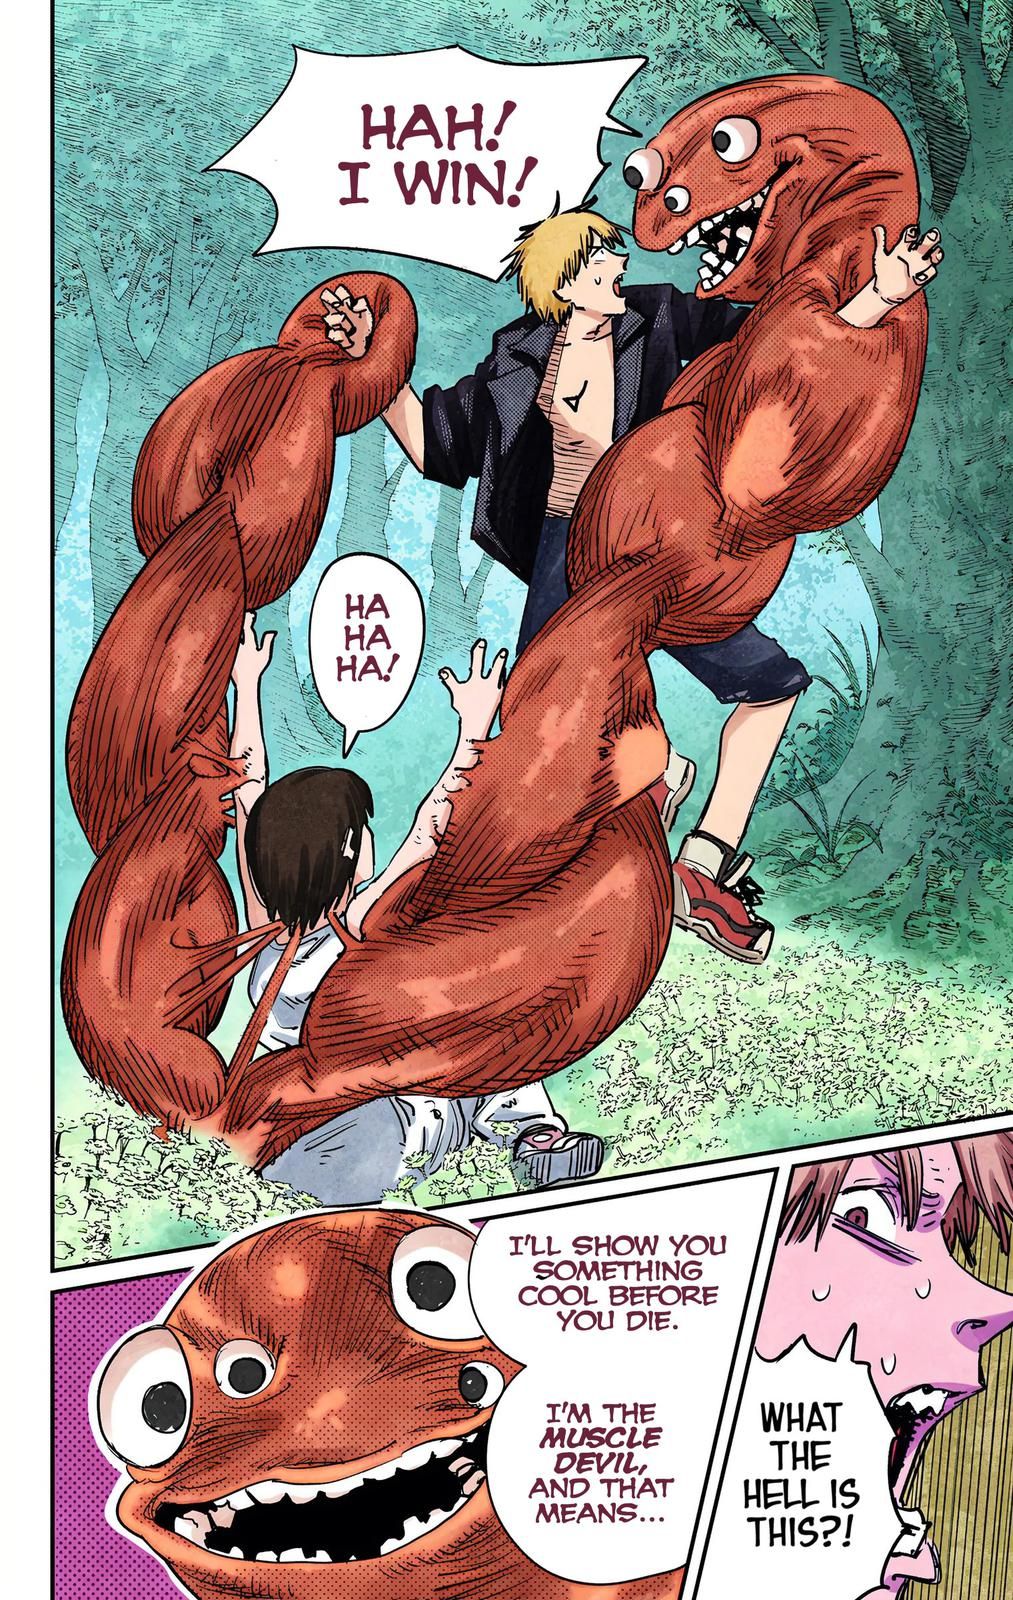 HAH!
I WIN!
HA
HA
HA!
I'LL SHOW YOU
SOMETHING
COOL BEFORE
YOU DIE.
I'M THE
MUSCLE
DEVIL,
AND THAT
MEANS...
WHAT
THE
HELL IS
THIS?!